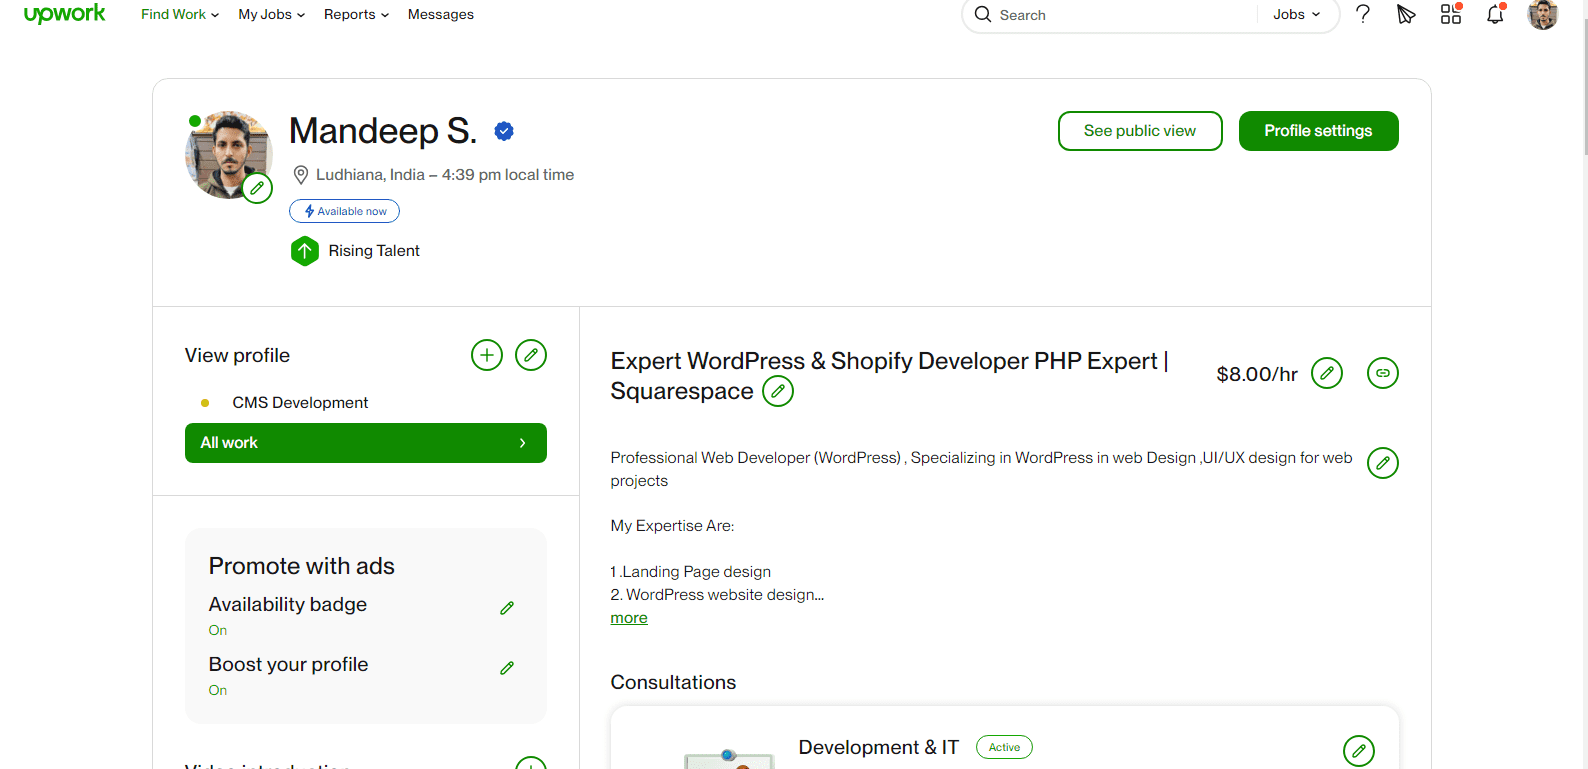 upwork
Find Work
My Jobs
Reports
Messages
Search
Jobs
Mandeep S.
Ludhiana, India – 4:39 pm local time
Available now
Rising Talent
See public view
Profile settings
View profile
CMS Development
All work
Promote with ads
Availability badge
On
Boost your profile
On
Video introduction
Expert WordPress & Shopify Developer PHP Expert |
Squarespace
$8.00/hr
Professional Web Developer (WordPress) , Specializing in WordPress in web Design ,UI/UX design for web
projects
My Expertise Are:
1 .Landing Page design
2. WordPress website design...
more
Consultations
Development & IT
Active